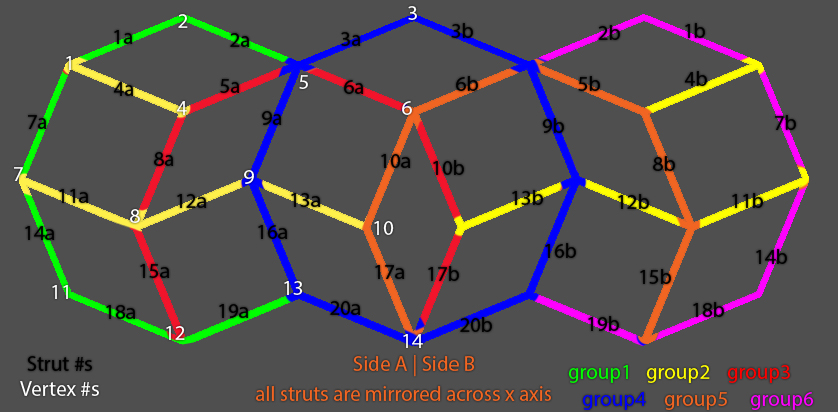 3
2
1a 2a 3a 3b 2b 1b
1 5
4a 5a 6a 6b 5b 4b
4 6
7a 9a 9b 7b
8a 10a 10b 8b
7 9
11a 12a 13a 13b 12b 11b
8 10
14a 16a 16b 14b
15a 17a 17b 15b
11 13
18a 19a 20a 20b 19b 18b
12 14
Strut #s Side A | Side B
Vertex #s all struts are mirrored across x axis
group1 group2 group3
group4 group5 group6